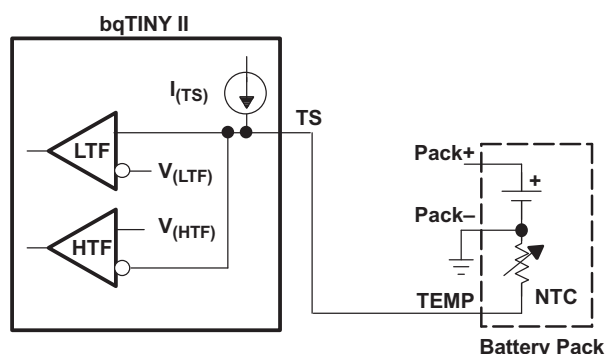 bqTINY II
I(TS)
TS
LTF
V(LTF)
V(HTF)
HTF
Pack+
+
Pack–
TEMP
NTC
Battery Pack